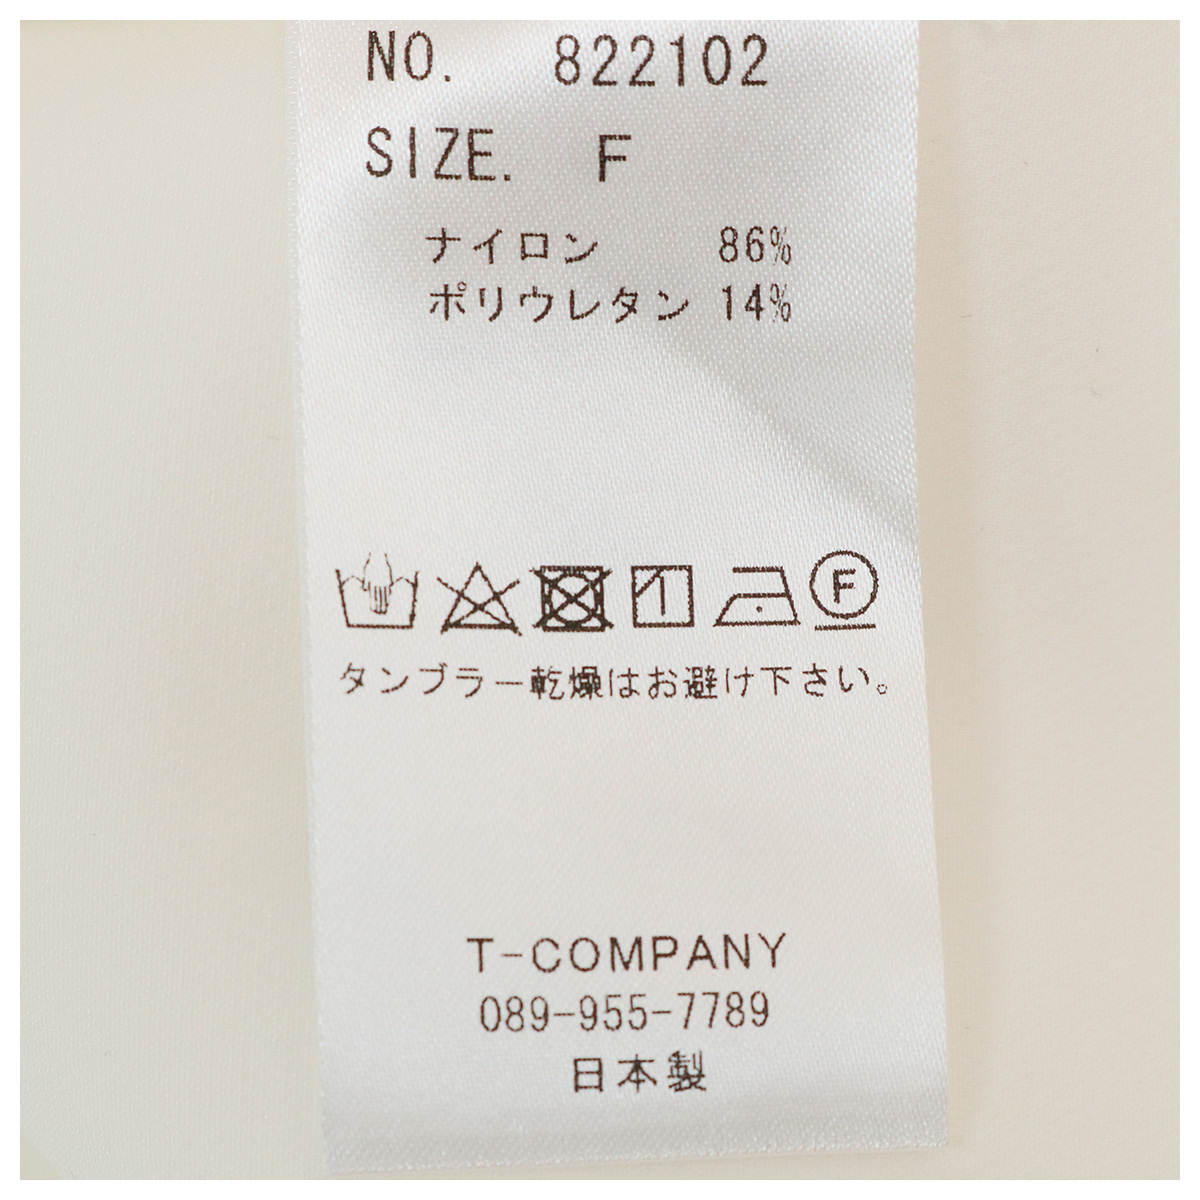 NO. 822102
SIZE. F
ナイロン 86%
ポリウレタン 14%
F
タンブラー乾燥はお避け下さい。
T-COMPANY
089-955-7789
日本製